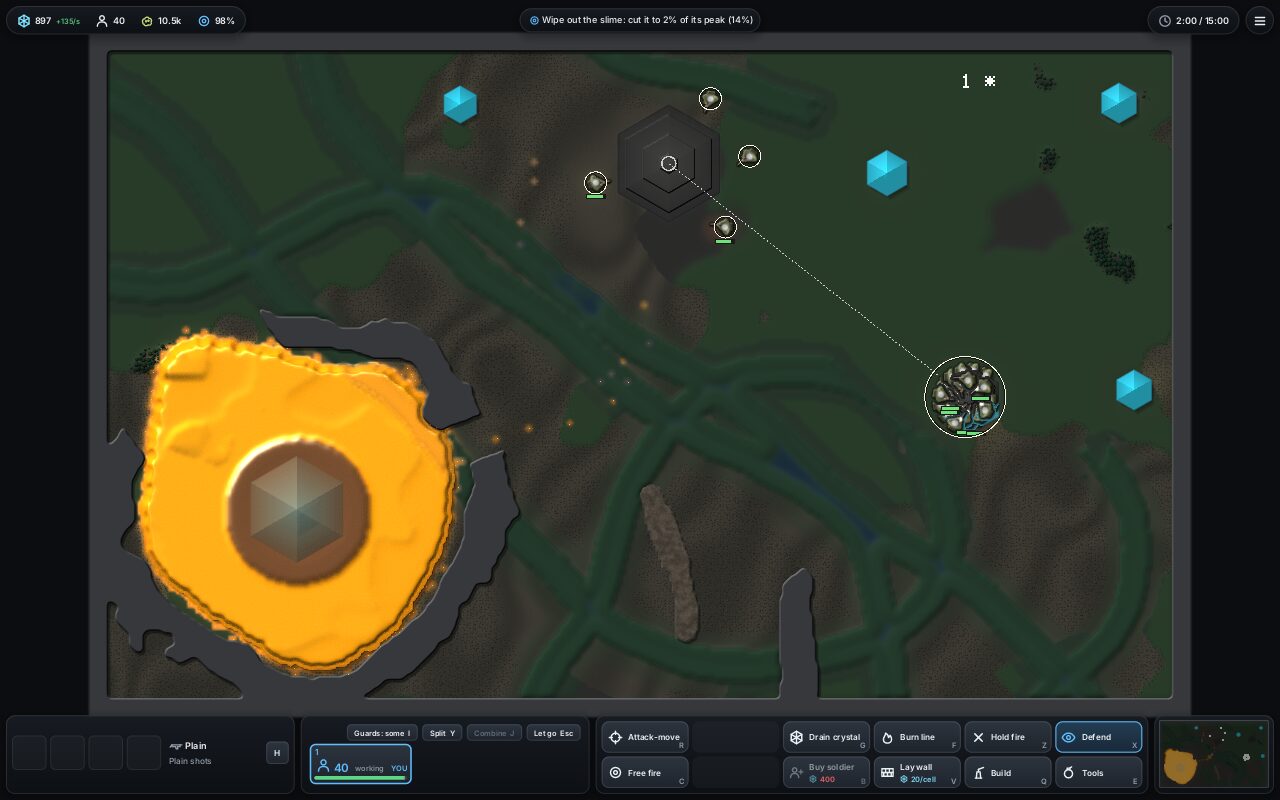 897 +135/s 40 10.5k 98%
Wipe out the slime: cut it to 2% of its peak (14%)
2:00 / 15:00
1
Plain
Plain shots
H
Guards: some I
Split Y
Combine J
Let go Esc
1
40 working YOU
Attack-move R
Drain crystal G
Burn line F
Hold fire Z
Defend X
Free fire C
Buy soldier 400 B
Lay wall 20/cell V
Build Q
Tools E